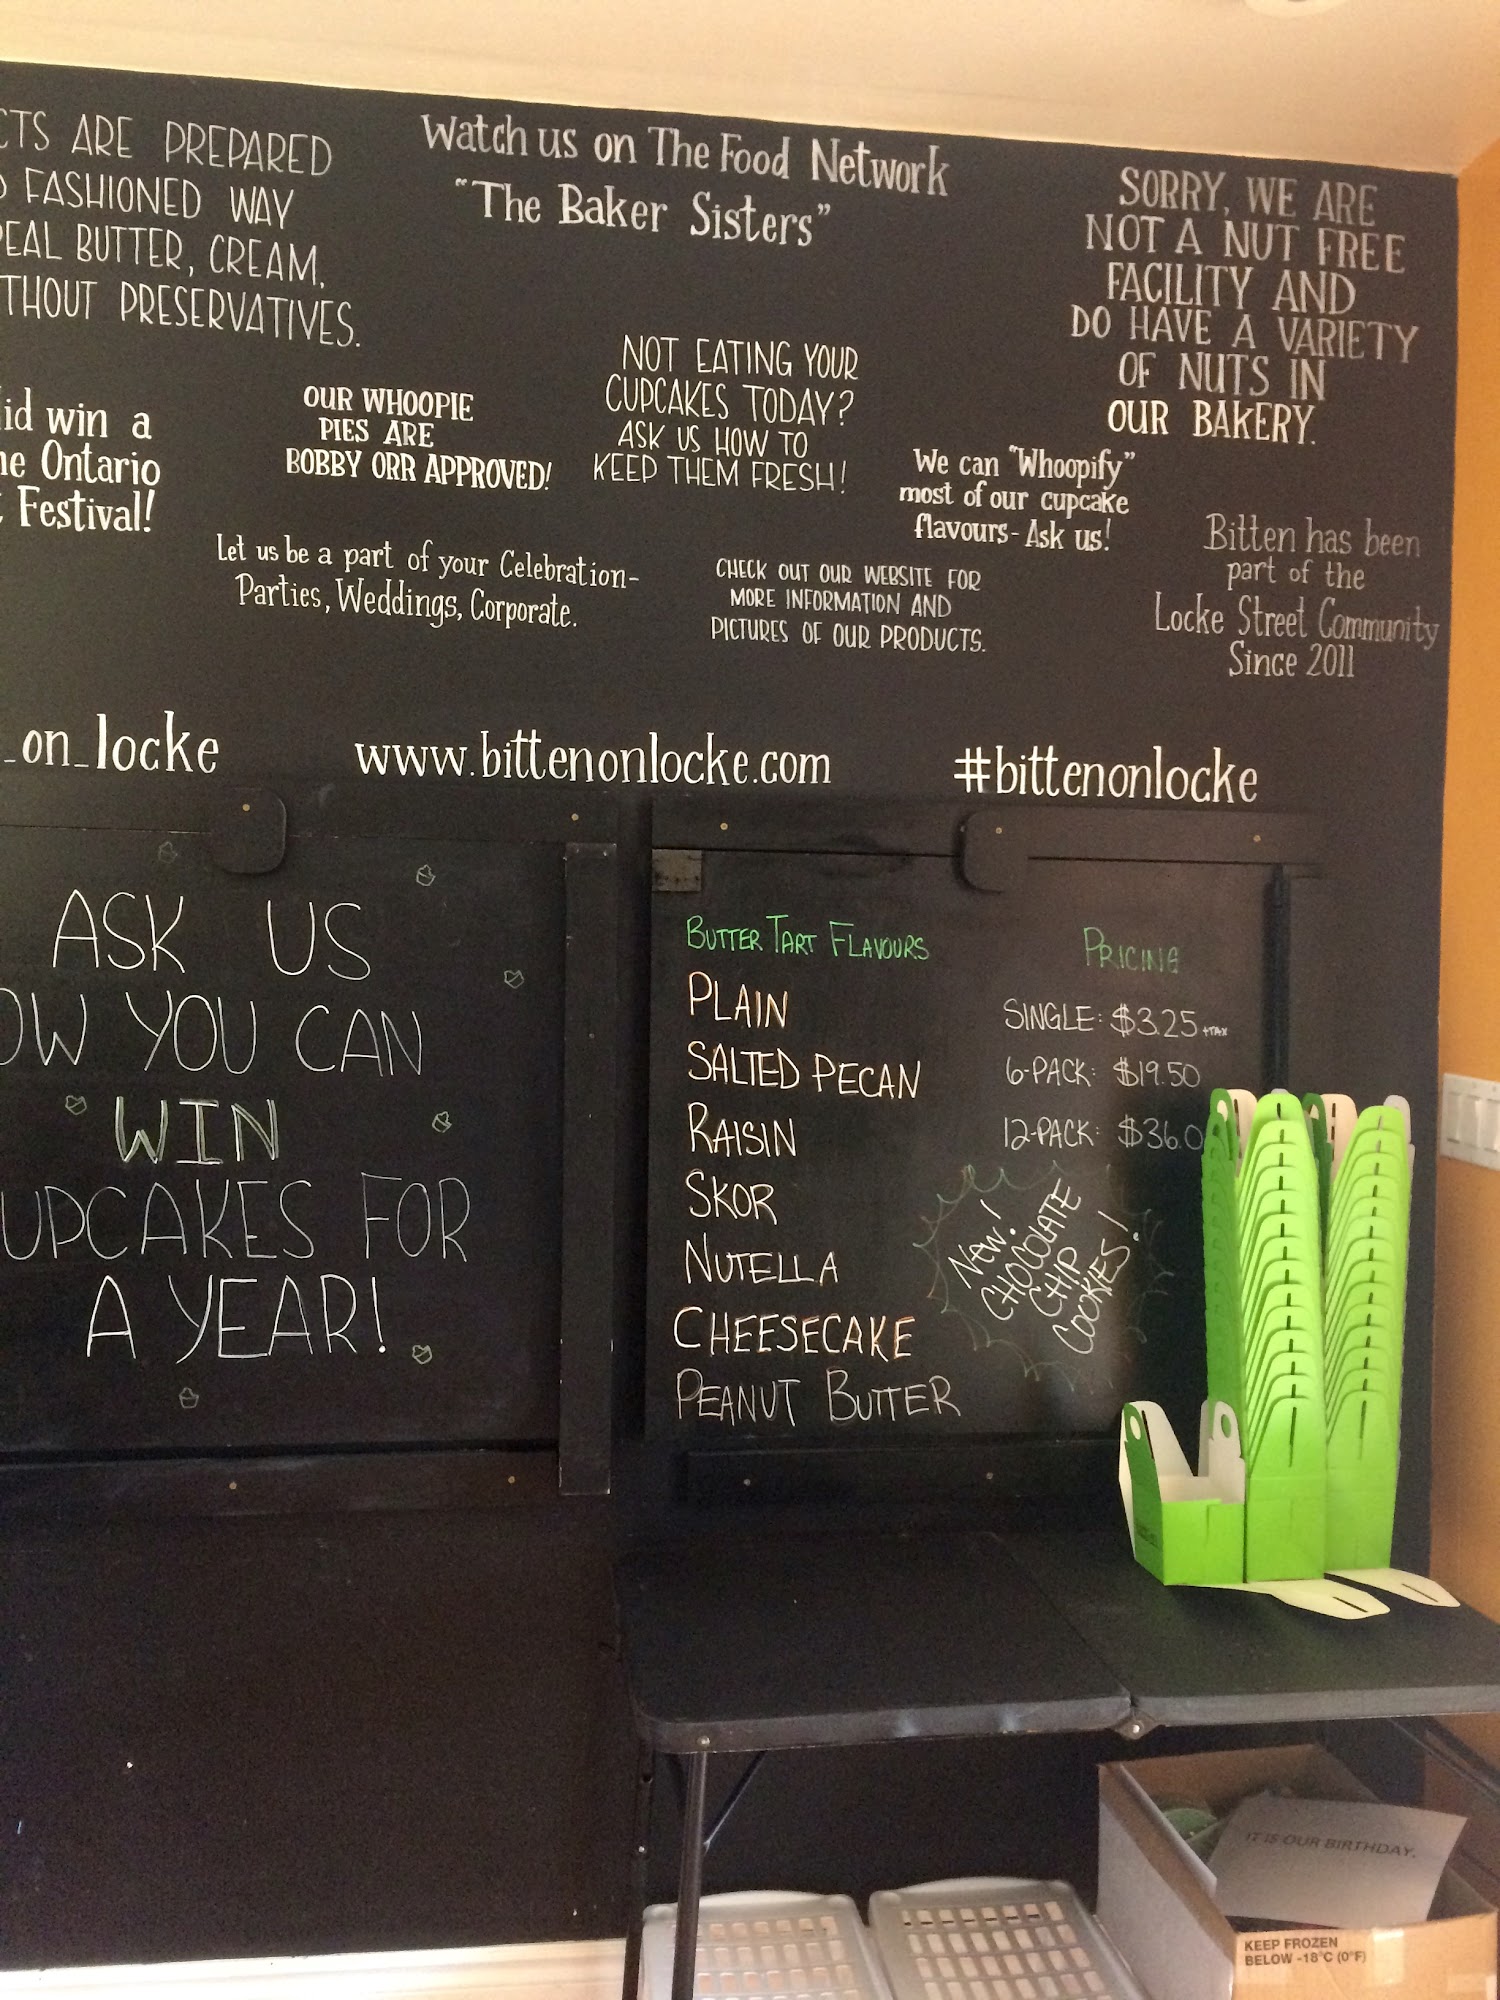 ARE PREPARED
FASHIONED WAY
BUTTER, CREAM,
PRESERVATIVES.
Watch us on The Food Network
"The Baker Sisters"
SORRY, WE ARE
NOT A NUT FREE
FACILITY AND
DO HAVE A VARIETY
OF NUTS IN
OUR BAKERY.
win a
Ontario
Festival!
OUR WHOOPIE
PIES ARE
BOBBY ORR APPROVED!
NOT EATING YOUR
CUPCAKES TODAY?
ASK US HOW TO
KEEP THEM FRESH!
We can "Whoopify"
most of our cupcake
flavours- Ask us!
Let us be a part of your Celebration-
Parties, Weddings, Corporate.
CHECK OUT OUR WEBSITE FOR
MORE INFORMATION AND
PICTURES OF OUR PRODUCTS.
Bitten has been
part of the
Locke Street Community
Since 2011
_on_locke
www.bittenonlocke.com
#bittenonlocke
ASK US
OW YOU CAN
WIN
UPCAKES FOR
A YEAR!
BUTTER TART FLAVOURS
PLAIN
SALTED PECAN
RAISIN
SKOR
NUTELLA
CHEESECAKE
PEANUT BUTTER
PRICING
SINGLE: $3.25 +TAX
6-PACK: $19.50
12-PACK: $36.0
NEW!
CHOCOLATE
CHIP
COOKIES!
IT IS OUR BIRTHDAY.
KEEP FROZEN
BELOW -18°C (0°F)